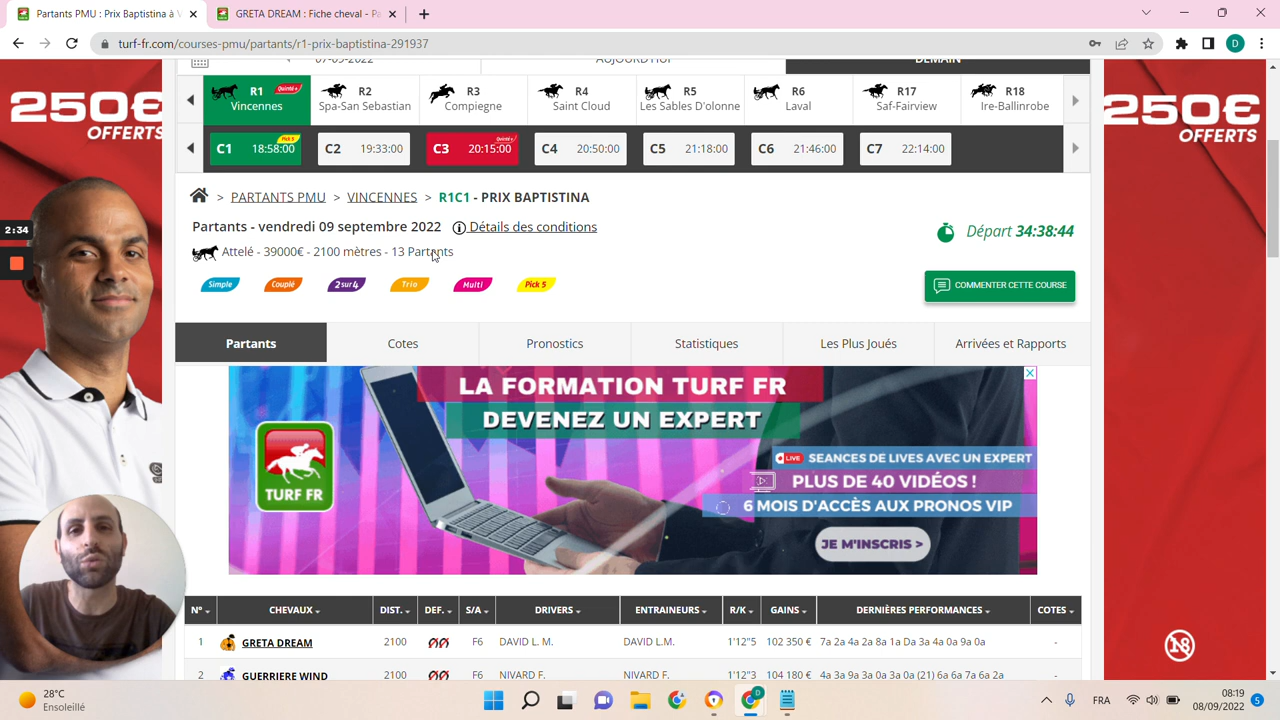 Partants PMU : Prix Baptistina à V
GRETA DREAM : Fiche cheval - Pa
turf-fr.com/courses-pmu/partants/r1-prix-baptistina-291937
D
07-09-2022
AUJOURD'HUI
DEMAIN
R1 Quinté+ R2 R3 R4 R5 R6 R17 R18
Vincennes Spa-San Sebastian Compiegne Saint Cloud Les Sables D'olonne Laval Saf-Fairview Ire-Ballinrobe
C1 18:58:00 Pick 5 C2 19:33:00 C3 20:15:00 Quinté+ C4 20:50:00 C5 21:18:00 C6 21:46:00 C7 22:14:00
250€
OFFERTS
250€
OFFERTS
> PARTANTS PMU > VINCENNES > R1C1 - PRIX BAPTISTINA
Partants - vendredi 09 septembre 2022 Détails des conditions
Attelé - 39000€ - 2100 mètres - 13 Partants
Départ 34:38:44
Simple Couplé 2sur4 Trio Multi Pick 5
COMMENTER CETTE COURSE
2:34
Partants Cotes Pronostics Statistiques Les Plus Joués Arrivées et Rapports
LA FORMATION TURF FR
DEVENEZ UN EXPERT
LIVE SEANCES DE LIVES AVEC UN EXPERT
PLUS DE 40 VIDÉOS !
6 MOIS D'ACCÈS AUX PRONOS VIP
JE M'INSCRIS >
TURF FR
N° CHEVAUX DIST. DEF. S/A DRIVERS ENTRAINEURS R/K GAINS DERNIÈRES PERFORMANCES COTES
1 GRETA DREAM 2100 F6 DAVID L. M. DAVID L.M. 1'12"5 102 350 € 7a 2a 4a 2a 8a 1a Da 3a 4a 0a 9a 0a -
2 GUERRIERE WIND 2100 F6 NIVARD F. NIVARD F. 1'12"3 104 180 € 4a 3a 9a 3a 0a (21) 6a 6a 7a 6a 2a -
18
28°C
Ensoleillé
D
FRA
08:19
08/09/2022
5